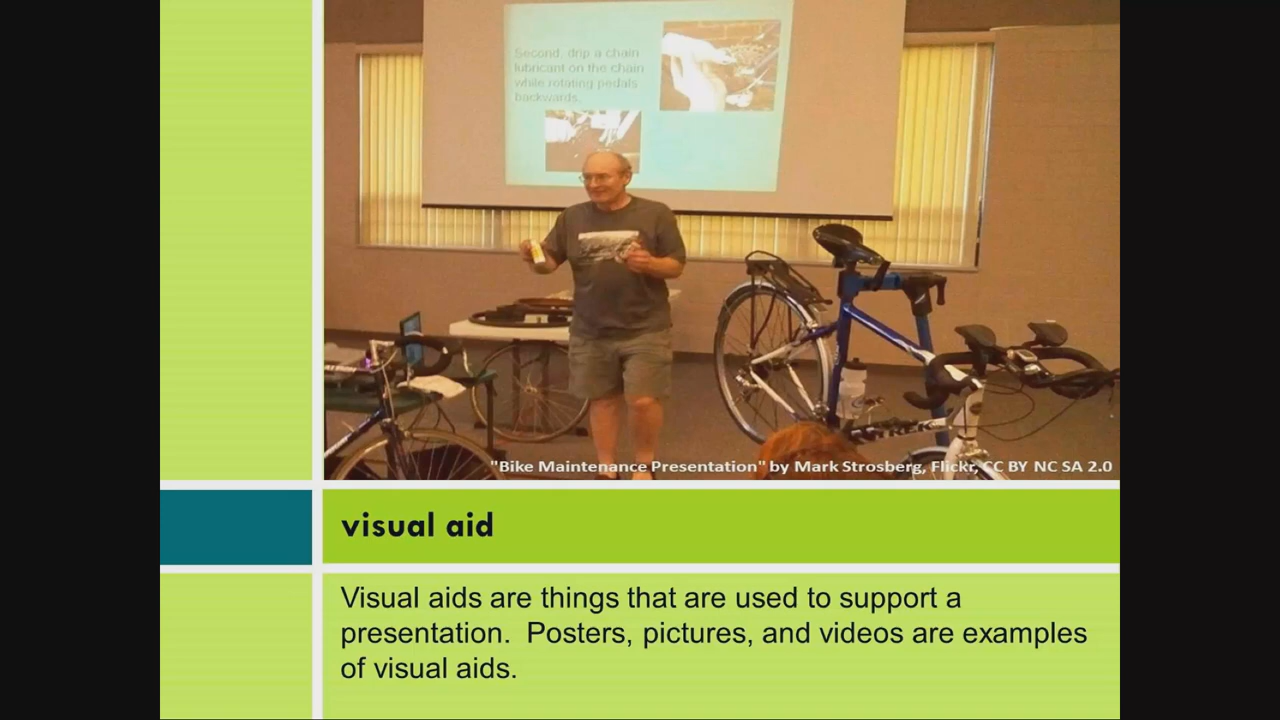 Second, drip a chain
lubricant on the chain
while rotating pedals
backwards.
TREK
"Bike Maintenance Presentation" by Mark Strosberg, Flickr, CC BY NC SA 2.0
visual aid
Visual aids are things that are used to support a
presentation.  Posters, pictures, and videos are examples
of visual aids.